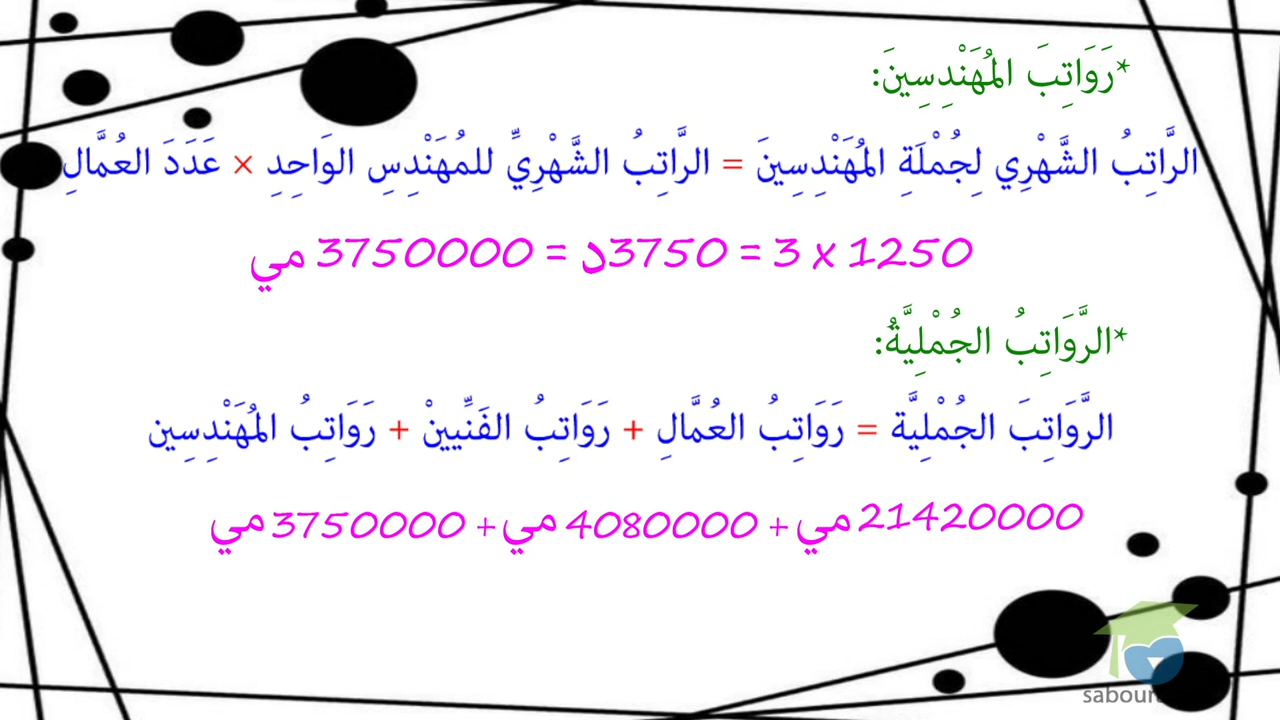 *رَوَاتِبَ المُهَنْدِسِينَ:
الرَّاتِبُ الشَّهْرِي لِجُمْلَةِ المُهَنْدِسِينَ = الرَّاتِبُ الشَّهْرِيِّ للمُهَنْدِسِ الوَاحِدِ × عَدَدَ العُمَّالِ
1250 x 3 = 3750د = 3750000 مي
*الرَّوَاتِبُ الجُمْلِيَّةُ:
الرَّوَاتِبَ الجُمْلِيَّة = رَوَاتِبُ العُمَّالِ + رَوَاتِبُ الفَنِّيينْ + رَوَاتِبُ المُهَنْدِسِين
21420000 مي + 4080000 مي + 3750000 مي